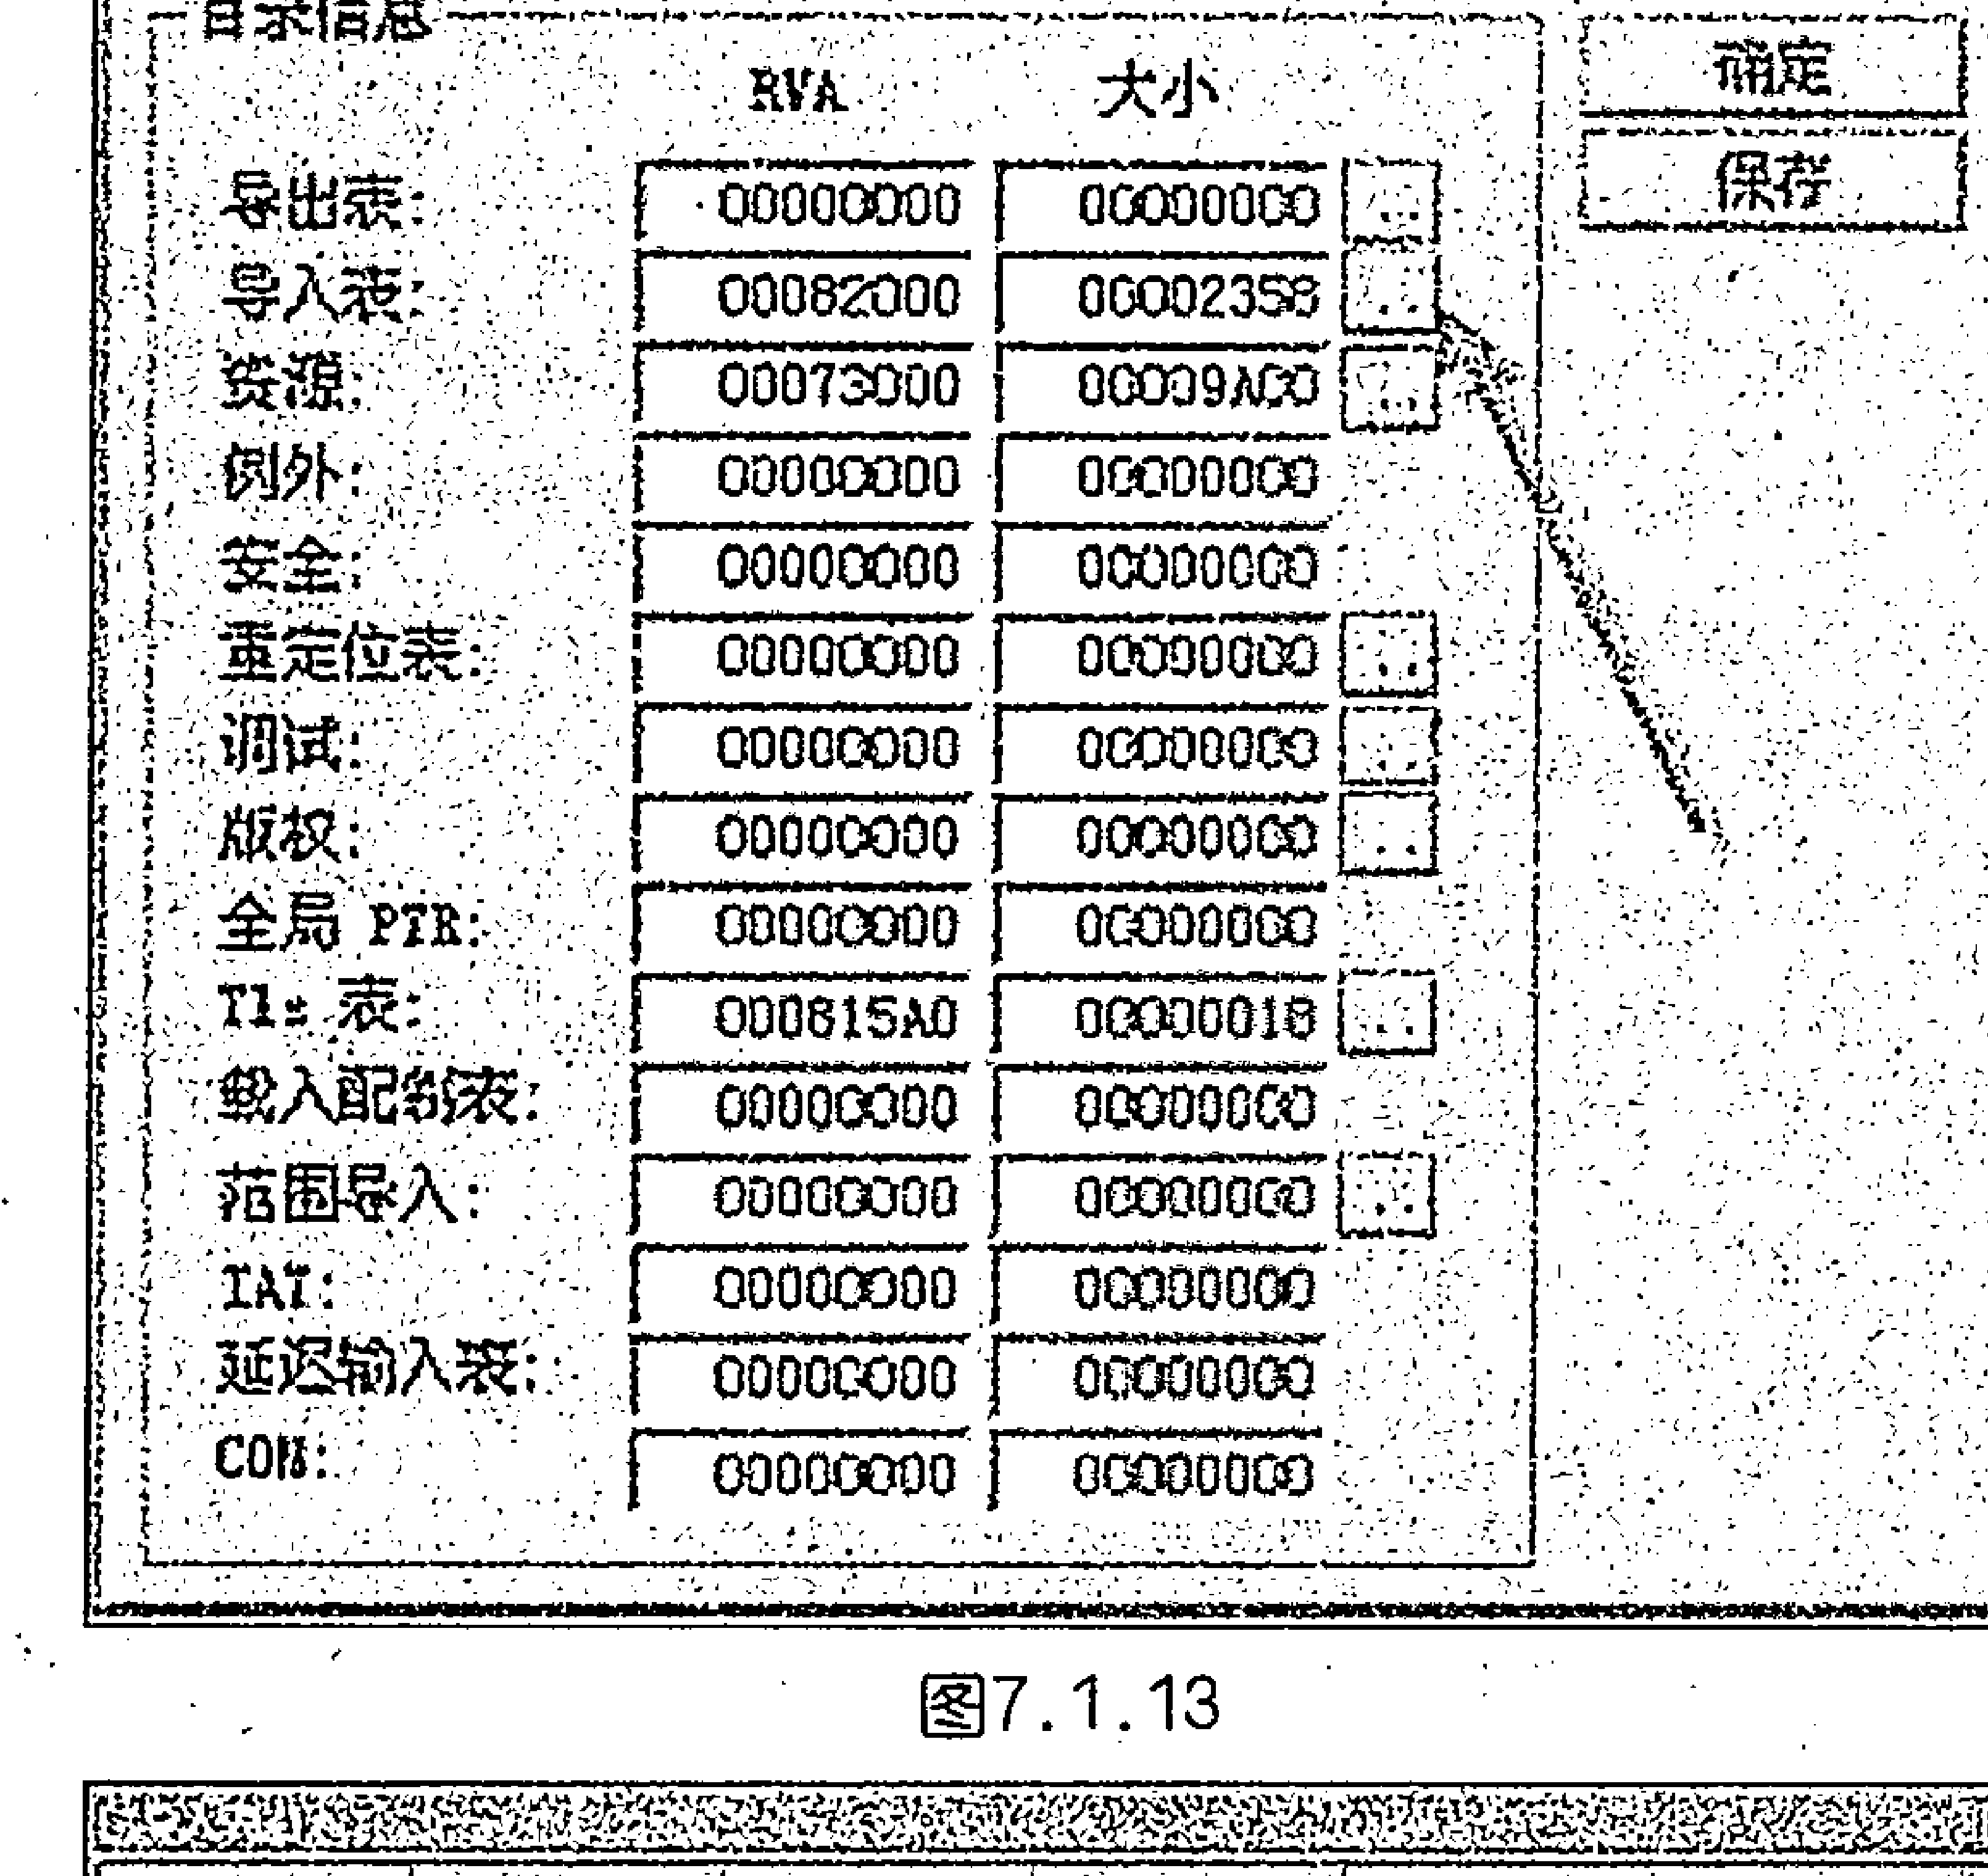 目录信息
RVA 大小
确定
保存
导出表: 00000000 00000000
导入表: 00082000 00002358
资源: 00073000 00009A00
例外: 00000000 00000000
安全: 00000000 00000000
重定位表: 00000000 00000000
调试: 00000000 00000000
版权: 00000000 00000000
全局 PTR: 00000000 00000000
Tls 表: 000815A0 00000018
载入配移表: 00000000 00000000
范围导入: 00000000 00000000
IAT: 00000000 00000000
延迟输入表: 00000000 00000000
COM: 00000000 00000000
图7.1.13